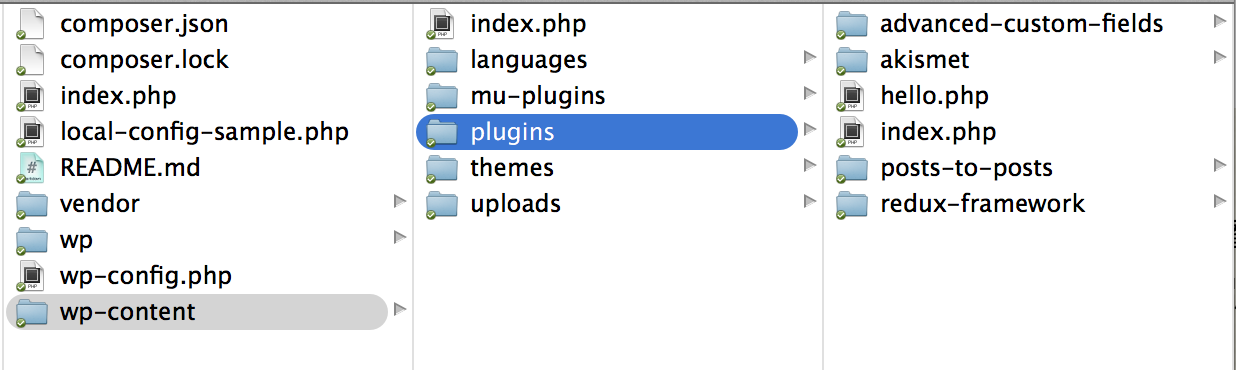 composer.json
composer.lock
index.php
local-config-sample.php
README.md
vendor
wp
wp-config.php
wp-content
index.php
languages
mu-plugins
plugins
themes
uploads
advanced-custom-fields
akismet
hello.php
index.php
posts-to-posts
redux-framework